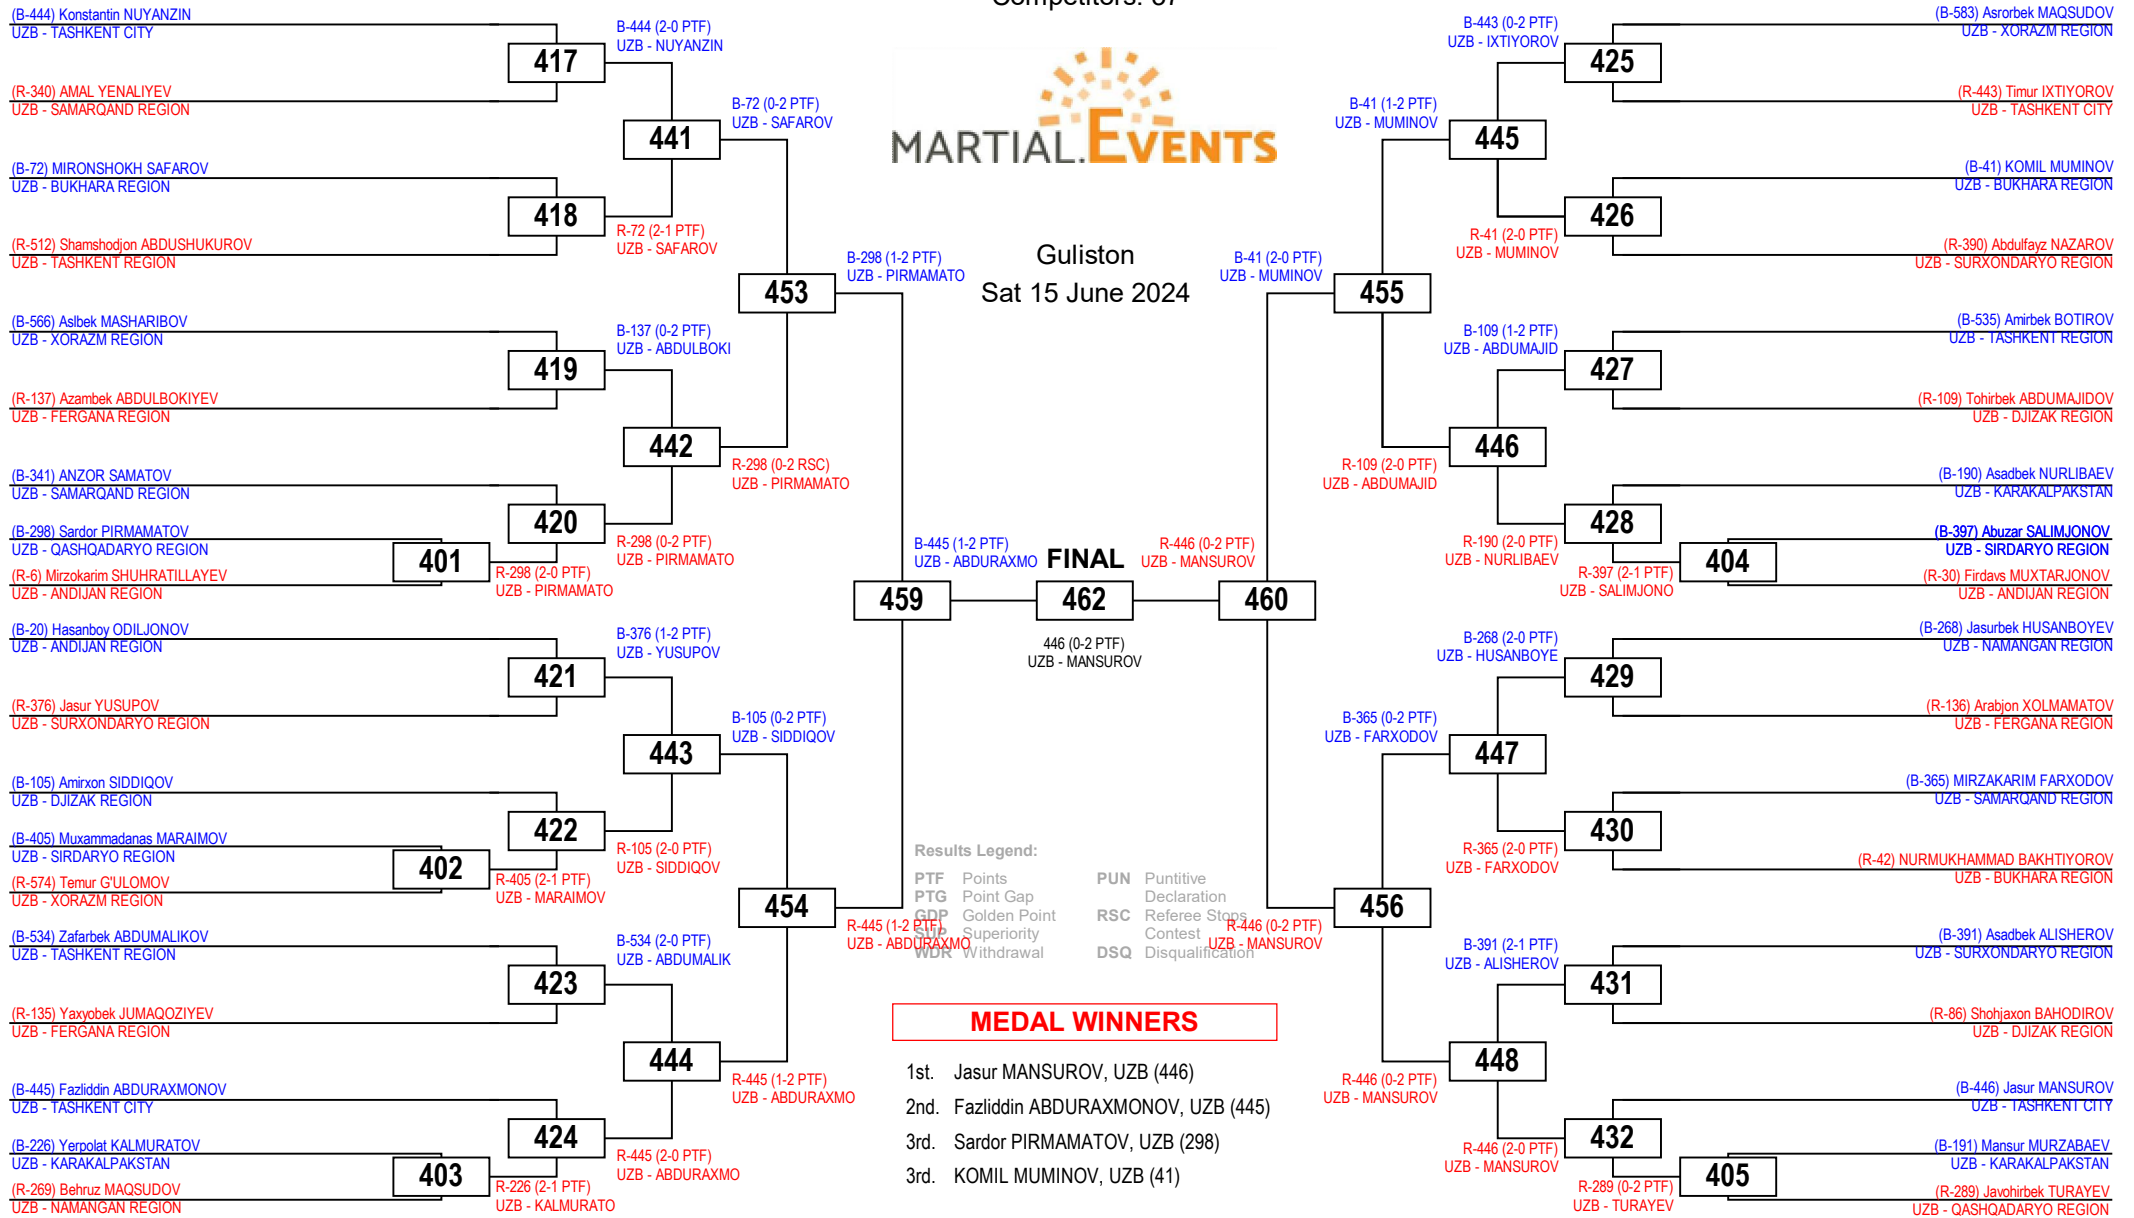 Competitors: 37
(B-444) Konstantin NUYANZIN
UZB - TASHKENT CITY
417
(R-340) AMAL YENALIYEV
UZB - SAMARQAND REGION
B-444 (2-0 PTF)
UZB - NUYANZIN
441
(B-72) MIRONSHOKH SAFAROV
UZB - BUKHARA REGION
418
(R-512) Shamshodjon ABDUSHUKUROV
UZB - TASHKENT REGION
R-72 (2-1 PTF)
UZB - SAFAROV
B-72 (0-2 PTF)
UZB - SAFAROV
453
(B-566) Aslbek MASHARIBOV
UZB - XORAZM REGION
419
(R-137) Azambek ABDULBOKIYEV
UZB - FERGANA REGION
B-137 (0-2 PTF)
UZB - ABDULBOKI
442
R-298 (0-2 RSC)
UZB - PIRMAMATO
(B-341) ANZOR SAMATOV
UZB - SAMARQAND REGION
420
(B-298) Sardor PIRMAMATOV
UZB - QASHQADARYO REGION
401
(R-6) Mirzokarim SHUHRATILLAYEV
UZB - ANDIJAN REGION
R-298 (2-0 PTF)
UZB - PIRMAMATO
R-298 (0-2 PTF)
UZB - PIRMAMATO
B-298 (1-2 PTF)
UZB - PIRMAMATO
(B-20) Hasanboy ODILJONOV
UZB - ANDIJAN REGION
421
(R-376) Jasur YUSUPOV
UZB - SURXONDARYO REGION
B-376 (1-2 PTF)
UZB - YUSUPOV
443
B-105 (0-2 PTF)
UZB - SIDDIQOV
(B-105) Amirxon SIDDIQOV
UZB - DJIZAK REGION
422
(B-405) Muxammadanas MARAIMOV
UZB - SIRDARYO REGION
402
(R-574) Temur G'ULOMOV
UZB - XORAZM REGION
R-405 (2-1 PTF)
UZB - MARAIMOV
R-105 (2-0 PTF)
UZB - SIDDIQOV
454
R-445 (1-2 PTF)
UZB - ABDURAXMO
(B-534) Zafarbek ABDUMALIKOV
UZB - TASHKENT REGION
423
(R-135) Yaxyobek JUMAQOZIYEV
UZB - FERGANA REGION
B-534 (2-0 PTF)
UZB - ABDUMALIK
444
R-445 (1-2 PTF)
UZB - ABDURAXMO
(B-445) Fazliddin ABDURAXMONOV
UZB - TASHKENT CITY
424
(B-226) Yerpolat KALMURATOV
UZB - KARAKALPAKSTAN
403
(R-269) Behruz MAQSUDOV
UZB - NAMANGAN REGION
R-226 (2-1 PTF)
UZB - KALMURATO
R-445 (2-0 PTF)
UZB - ABDURAXMO
MARTIAL.EVENTS
Guliston
Sat 15 June 2024
B-445 (1-2 PTF)
UZB - ABDURAXMO
FINAL
R-446 (0-2 PTF)
UZB - MANSUROV
459
462
460
446 (0-2 PTF)
UZB - MANSUROV
Results Legend:
PTF Points
PTG Point Gap
GDP Golden Point
SUP Superiority
WDR Withdrawal
PUN Puntitive
Declaration
RSC Referee Stops
Contest
DSQ Disqualification
MEDAL WINNERS
1st. Jasur MANSUROV, UZB (446)
2nd. Fazliddin ABDURAXMONOV, UZB (445)
3rd. Sardor PIRMAMATOV, UZB (298)
3rd. KOMIL MUMINOV, UZB (41)
(B-583) Asrorbek MAQSUDOV
UZB - XORAZM REGION
425
(R-443) Timur IXTIYOROV
UZB - TASHKENT CITY
B-443 (0-2 PTF)
UZB - IXTIYOROV
445
(B-41) KOMIL MUMINOV
UZB - BUKHARA REGION
426
(R-390) Abdulfayz NAZAROV
UZB - SURXONDARYO REGION
R-41 (2-0 PTF)
UZB - MUMINOV
B-41 (1-2 PTF)
UZB - MUMINOV
B-41 (2-0 PTF)
UZB - MUMINOV
455
(B-535) Amirbek BOTIROV
UZB - TASHKENT REGION
427
(R-109) Tohirbek ABDUMAJIDOV
UZB - DJIZAK REGION
B-109 (1-2 PTF)
UZB - ABDUMAJID
446
R-109 (2-0 PTF)
UZB - ABDUMAJID
(B-190) Asadbek NURLIBAEV
UZB - KARAKALPAKSTAN
428
(B-397) Abuzar SALIMJONOV
UZB - SIRDARYO REGION
404
(R-30) Firdavs MUXTARJONOV
UZB - ANDIJAN REGION
R-397 (2-1 PTF)
UZB - SALIMJONO
R-190 (2-0 PTF)
UZB - NURLIBAEV
(B-268) Jasurbek HUSANBOYEV
UZB - NAMANGAN REGION
429
(R-136) Arabjon XOLMAMATOV
UZB - FERGANA REGION
B-268 (2-0 PTF)
UZB - HUSANBOYE
447
B-365 (0-2 PTF)
UZB - FARXODOV
(B-365) MIRZAKARIM FARXODOV
UZB - SAMARQAND REGION
430
(R-42) NURMUKHAMMAD BAKHTIYOROV
UZB - BUKHARA REGION
R-365 (2-0 PTF)
UZB - FARXODOV
456
R-446 (0-2 PTF)
UZB - MANSUROV
(B-391) Asadbek ALISHEROV
UZB - SURXONDARYO REGION
431
(R-86) Shohjaxon BAHODIROV
UZB - DJIZAK REGION
B-391 (2-1 PTF)
UZB - ALISHEROV
448
R-446 (0-2 PTF)
UZB - MANSUROV
(B-446) Jasur MANSUROV
UZB - TASHKENT CITY
432
(B-191) Mansur MURZABAEV
UZB - KARAKALPAKSTAN
405
(R-289) Javohirbek TURAYEV
UZB - QASHQADARYO REGION
R-289 (0-2 PTF)
UZB - TURAYEV
R-446 (2-0 PTF)
UZB - MANSUROV